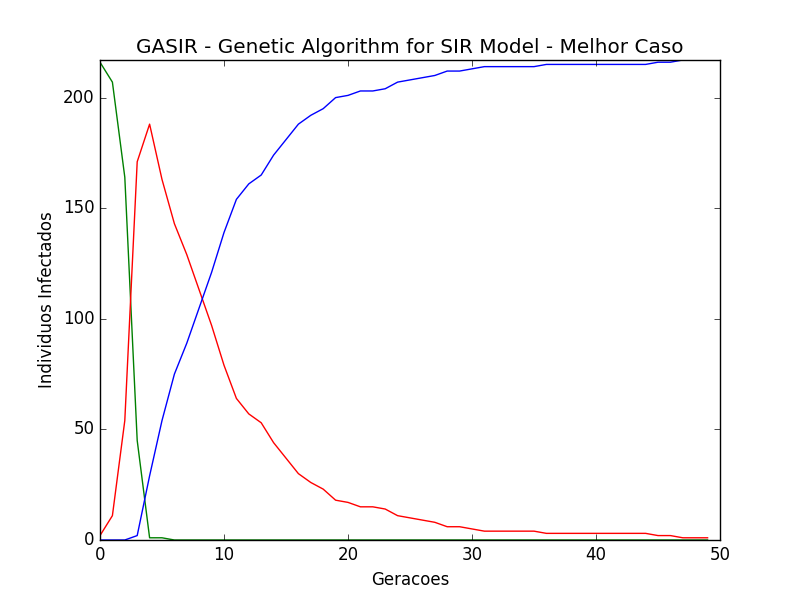 GASIR - Genetic Algorithm for SIR Model - Melhor Caso
Individuos Infectados
200
150
100
50
0
0 10 20 30 40 50
Geracoes